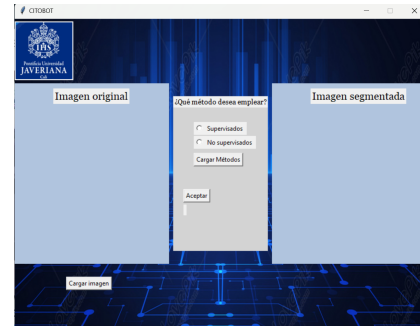 CITOBOT
IHS
Pontificia Universidad
JAVERIANA
Cali
Imagen original
¿Qué método desea emplear?
Imagen segmentada
Supervisados
No supervisados
Cargar Métodos
Aceptar
Cargar imagen